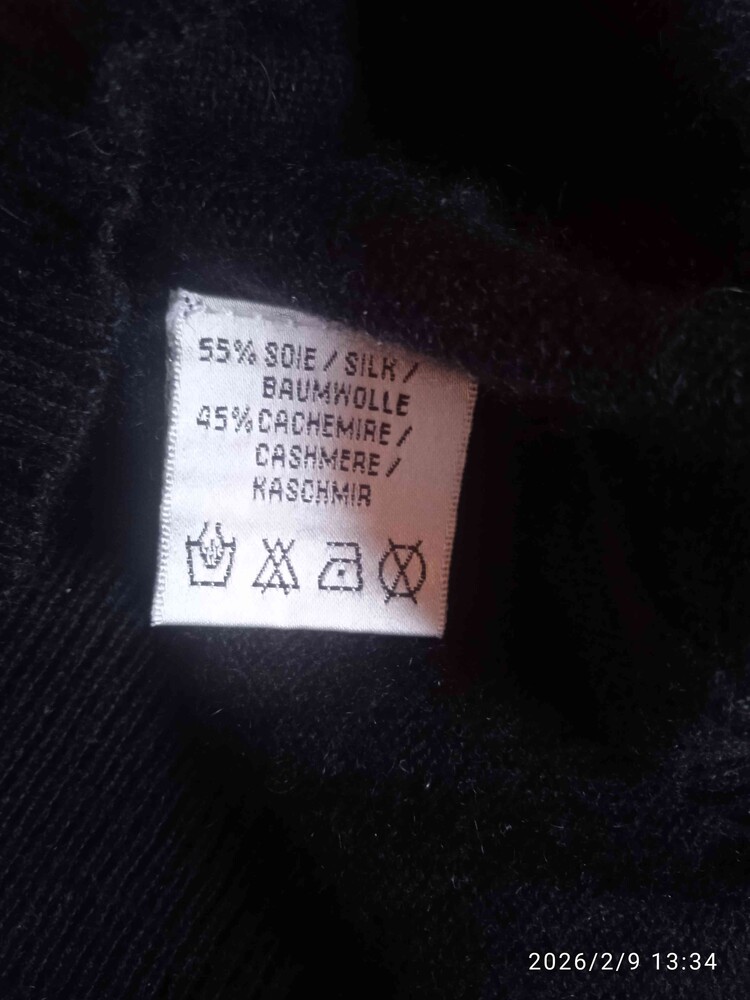 55% SOIE / SILK /
BAUMWOLLE
45% CACHEMIRE /
CASHMERE /
KASCHMIR
2026/2/9 13:34